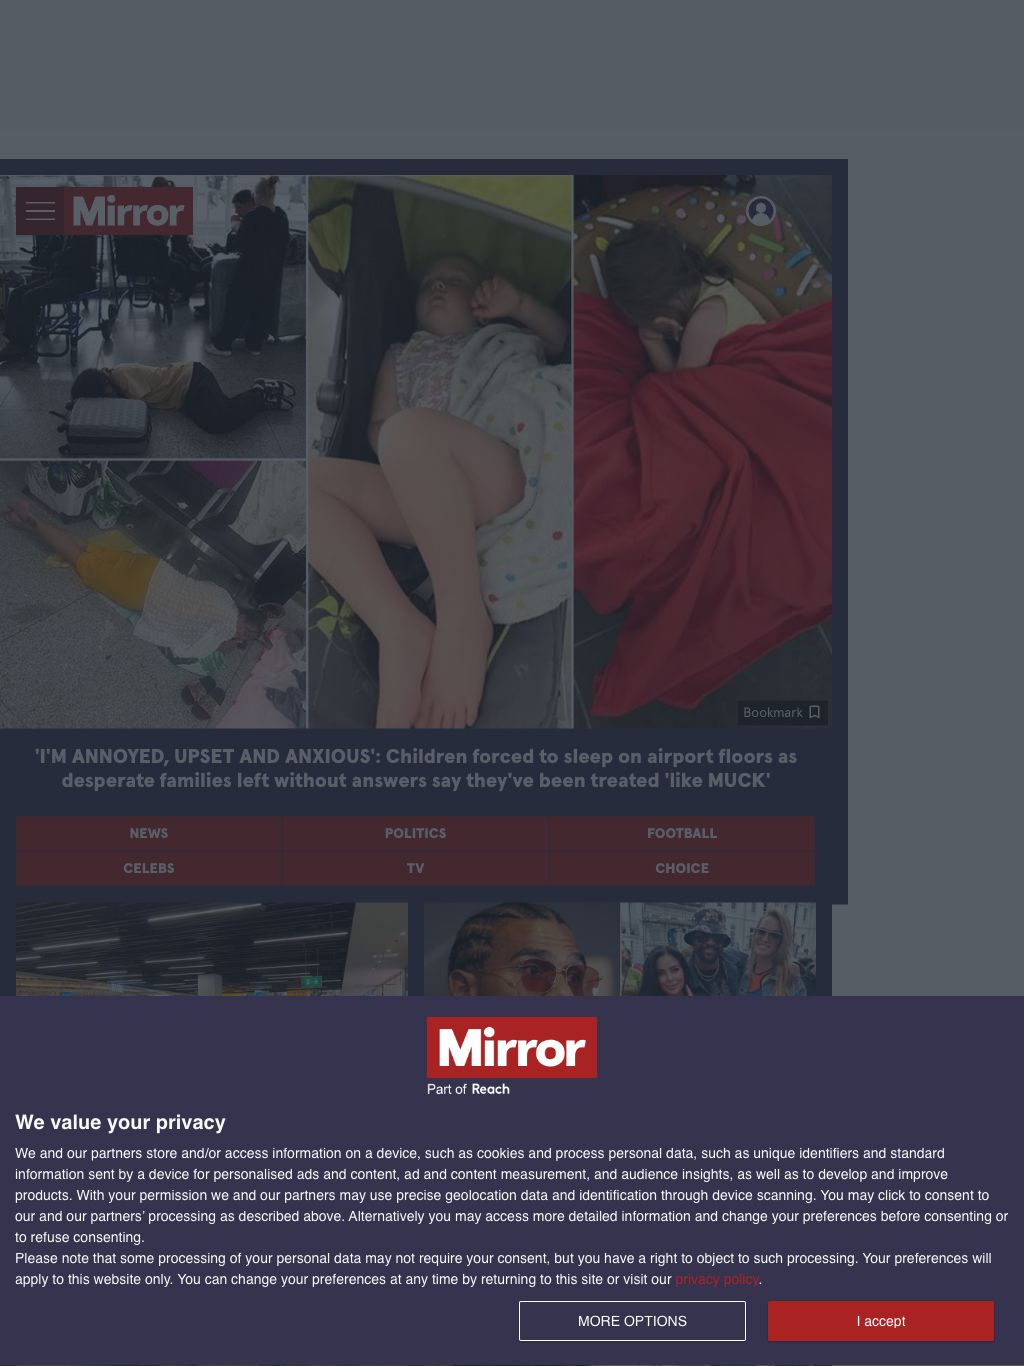 Mirror
Bookmark
'I'M ANNOYED, UPSET AND ANXIOUS': Children forced to sleep on airport floors as
desperate families left without answers say they've been treated 'like MUCK'
NEWS POLITICS FOOTBALL
CELEBS TV CHOICE
Mirror
Part of Reach
We value your privacy
We and our partners store and/or access information on a device, such as cookies and process personal data, such as unique identifiers and standard
information sent by a device for personalised ads and content, ad and content measurement, and audience insights, as well as to develop and improve
products. With your permission we and our partners may use precise geolocation data and identification through device scanning. You may click to consent to
our and our partners’ processing as described above. Alternatively you may access more detailed information and change your preferences before consenting or
to refuse consenting.
Please note that some processing of your personal data may not require your consent, but you have a right to object to such processing. Your preferences will
apply to this website only. You can change your preferences at any time by returning to this site or visit our privacy policy.
MORE OPTIONS I accept